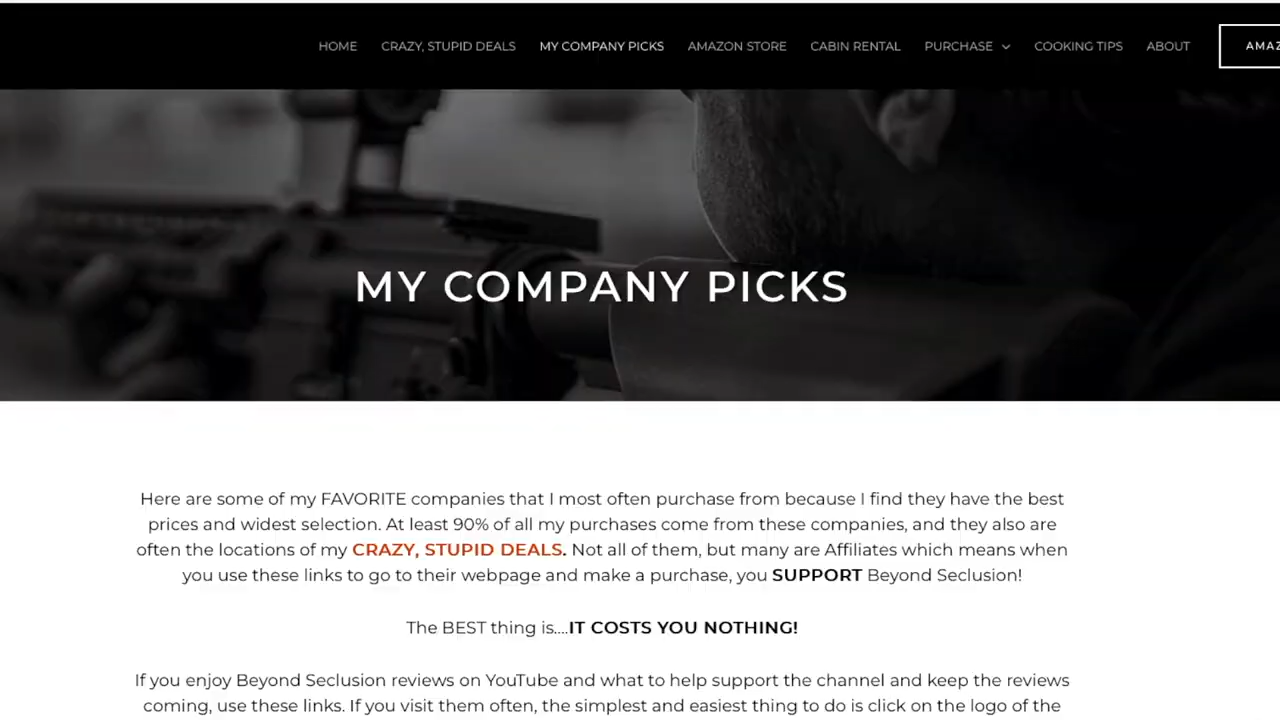 HOME CRAZY, STUPID DEALS MY COMPANY PICKS AMAZON STORE CABIN RENTAL PURCHASE COOKING TIPS ABOUT
MY COMPANY PICKS
Here are some of my FAVORITE companies that I most often purchase from because I find they have the best
prices and widest selection. At least 90% of all my purchases come from these companies, and they also are
often the locations of my CRAZY, STUPID DEALS. Not all of them, but many are Affiliates which means when
you use these links to go to their webpage and make a purchase, you SUPPORT Beyond Seclusion!
The BEST thing is....IT COSTS YOU NOTHING!
If you enjoy Beyond Seclusion reviews on YouTube and what to help support the channel and keep the reviews
coming, use these links. If you visit them often, the simplest and easiest thing to do is click on the logo of the